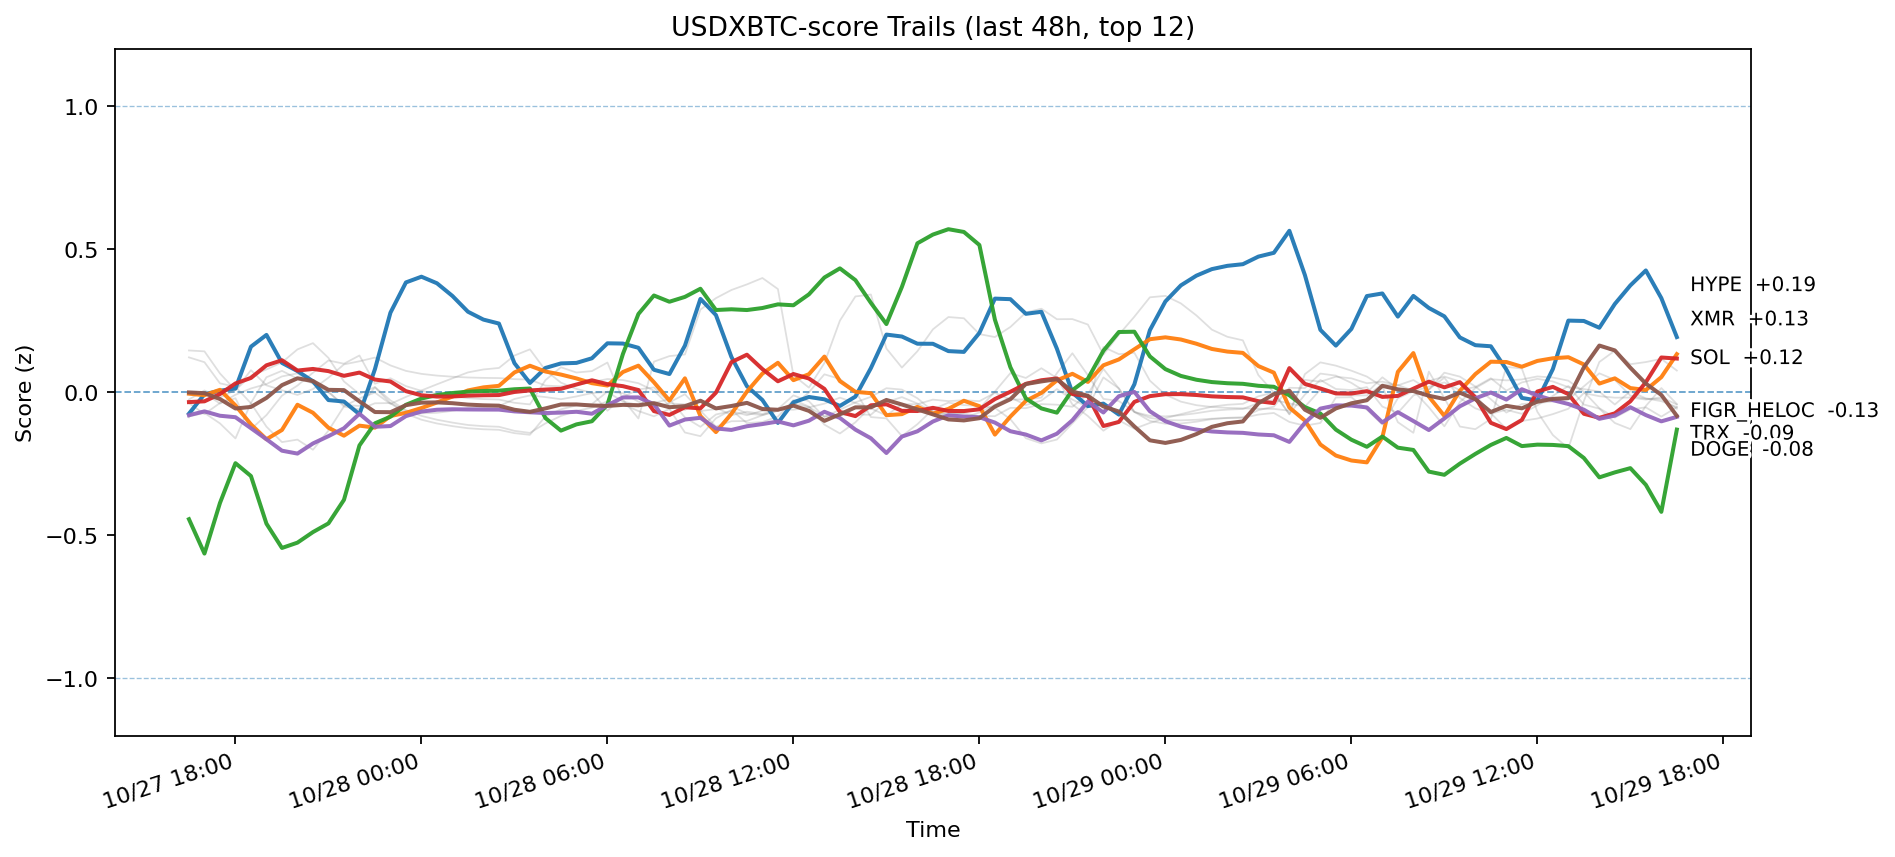 USDXBTC-score Trails (last 48h, top 12)
1.0
0.5
0.0
−0.5
−1.0
Score (z)
HYPE +0.19
XMR +0.13
SOL +0.12
FIGR_HELOC -0.13
TRX -0.09
DOGE -0.08
10/27 18:00
10/28 00:00
10/28 06:00
10/28 12:00
10/28 18:00
10/29 00:00
10/29 06:00
10/29 12:00
10/29 18:00
Time